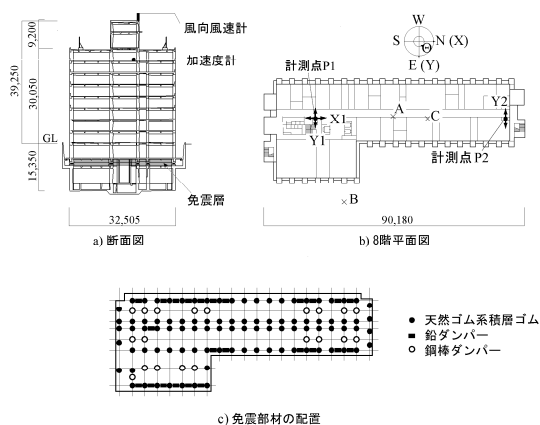 風向風速計
加速度計
9,200
39,250
30,050
GL
15,350
免震層
32,505
a) 断面図
W
S N (X)
Θ
E (Y)
計測点P1
X1
Y1
A
C
Y2
計測点P2
B
90,180
b) 8階平面図
天然ゴム系積層ゴム
鉛ダンパー
鋼棒ダンパー
c) 免震部材の配置